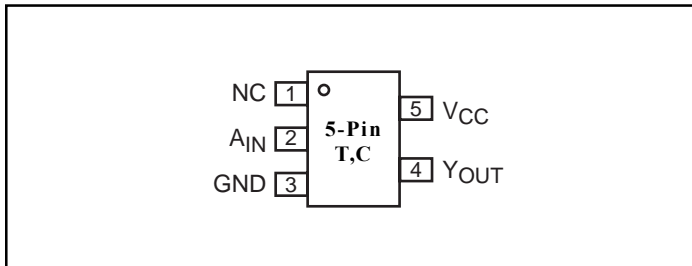 NC 1
A_IN 2
GND 3
5-Pin
T,C
5 V_CC
4 Y_OUT